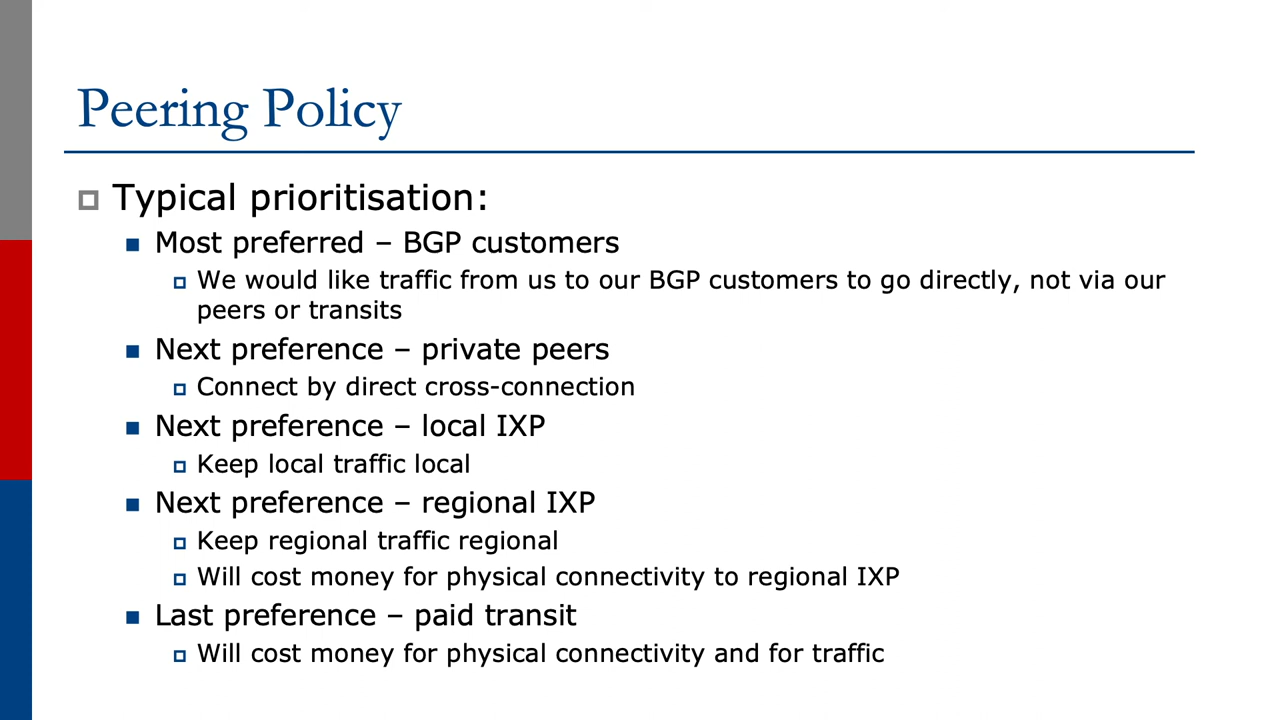 Peering Policy
Typical prioritisation:
Most preferred – BGP customers
We would like traffic from us to our BGP customers to go directly, not via our
peers or transits
Next preference – private peers
Connect by direct cross-connection
Next preference – local IXP
Keep local traffic local
Next preference – regional IXP
Keep regional traffic regional
Will cost money for physical connectivity to regional IXP
Last preference – paid transit
Will cost money for physical connectivity and for traffic